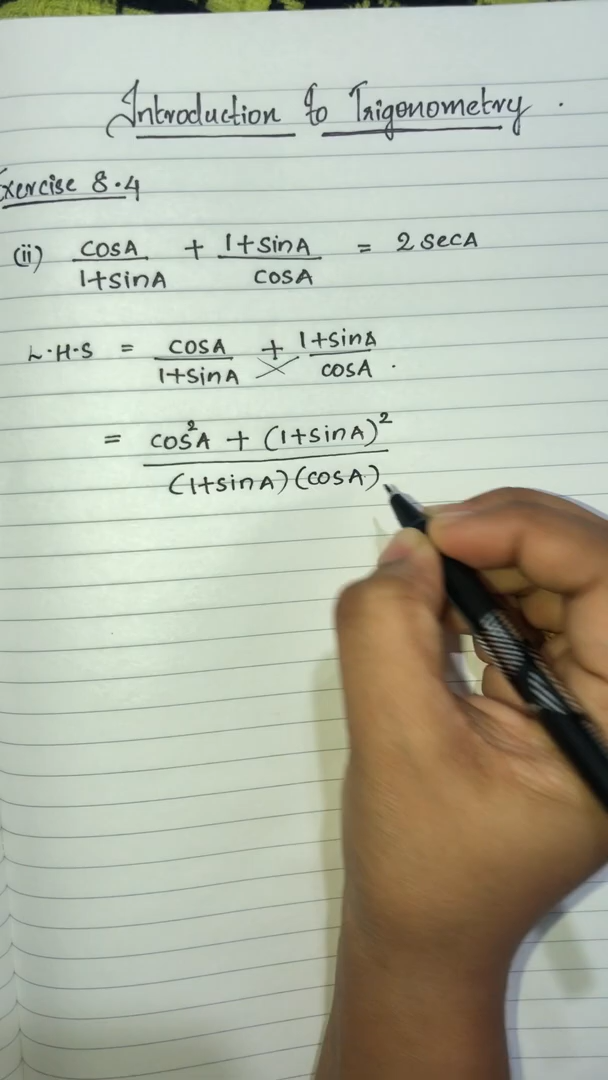 Introduction to Trigonometry.
Exercise 8.4
(ii) cosA/1+sinA + 1+sinA/cosA = 2 secA
L.H.S = cosA/1+sinA + 1+sinA/cosA.
= cos²A + (1+sinA)²/(1+sinA)(cosA)